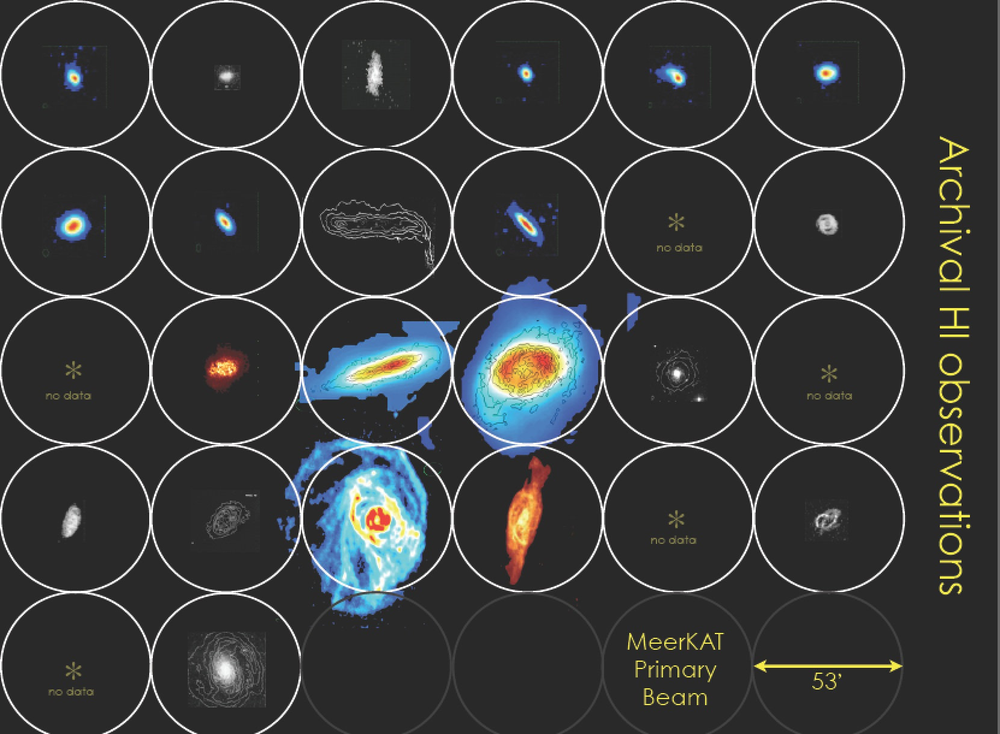 no data
no data
no data
no data
no data
MeerKAT
Primary
Beam
53’
Archival HI observations